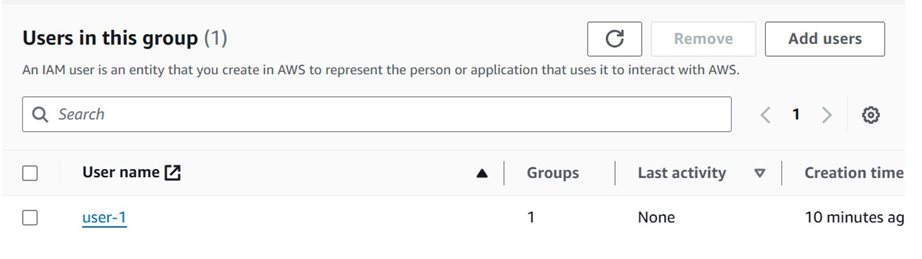 Users in this group (1)
Remove
Add users
An IAM user is an entity that you create in AWS to represent the person or application that uses it to interact with AWS.
Search
1
User name
Groups
Last activity
Creation time
user-1
1
None
10 minutes ag